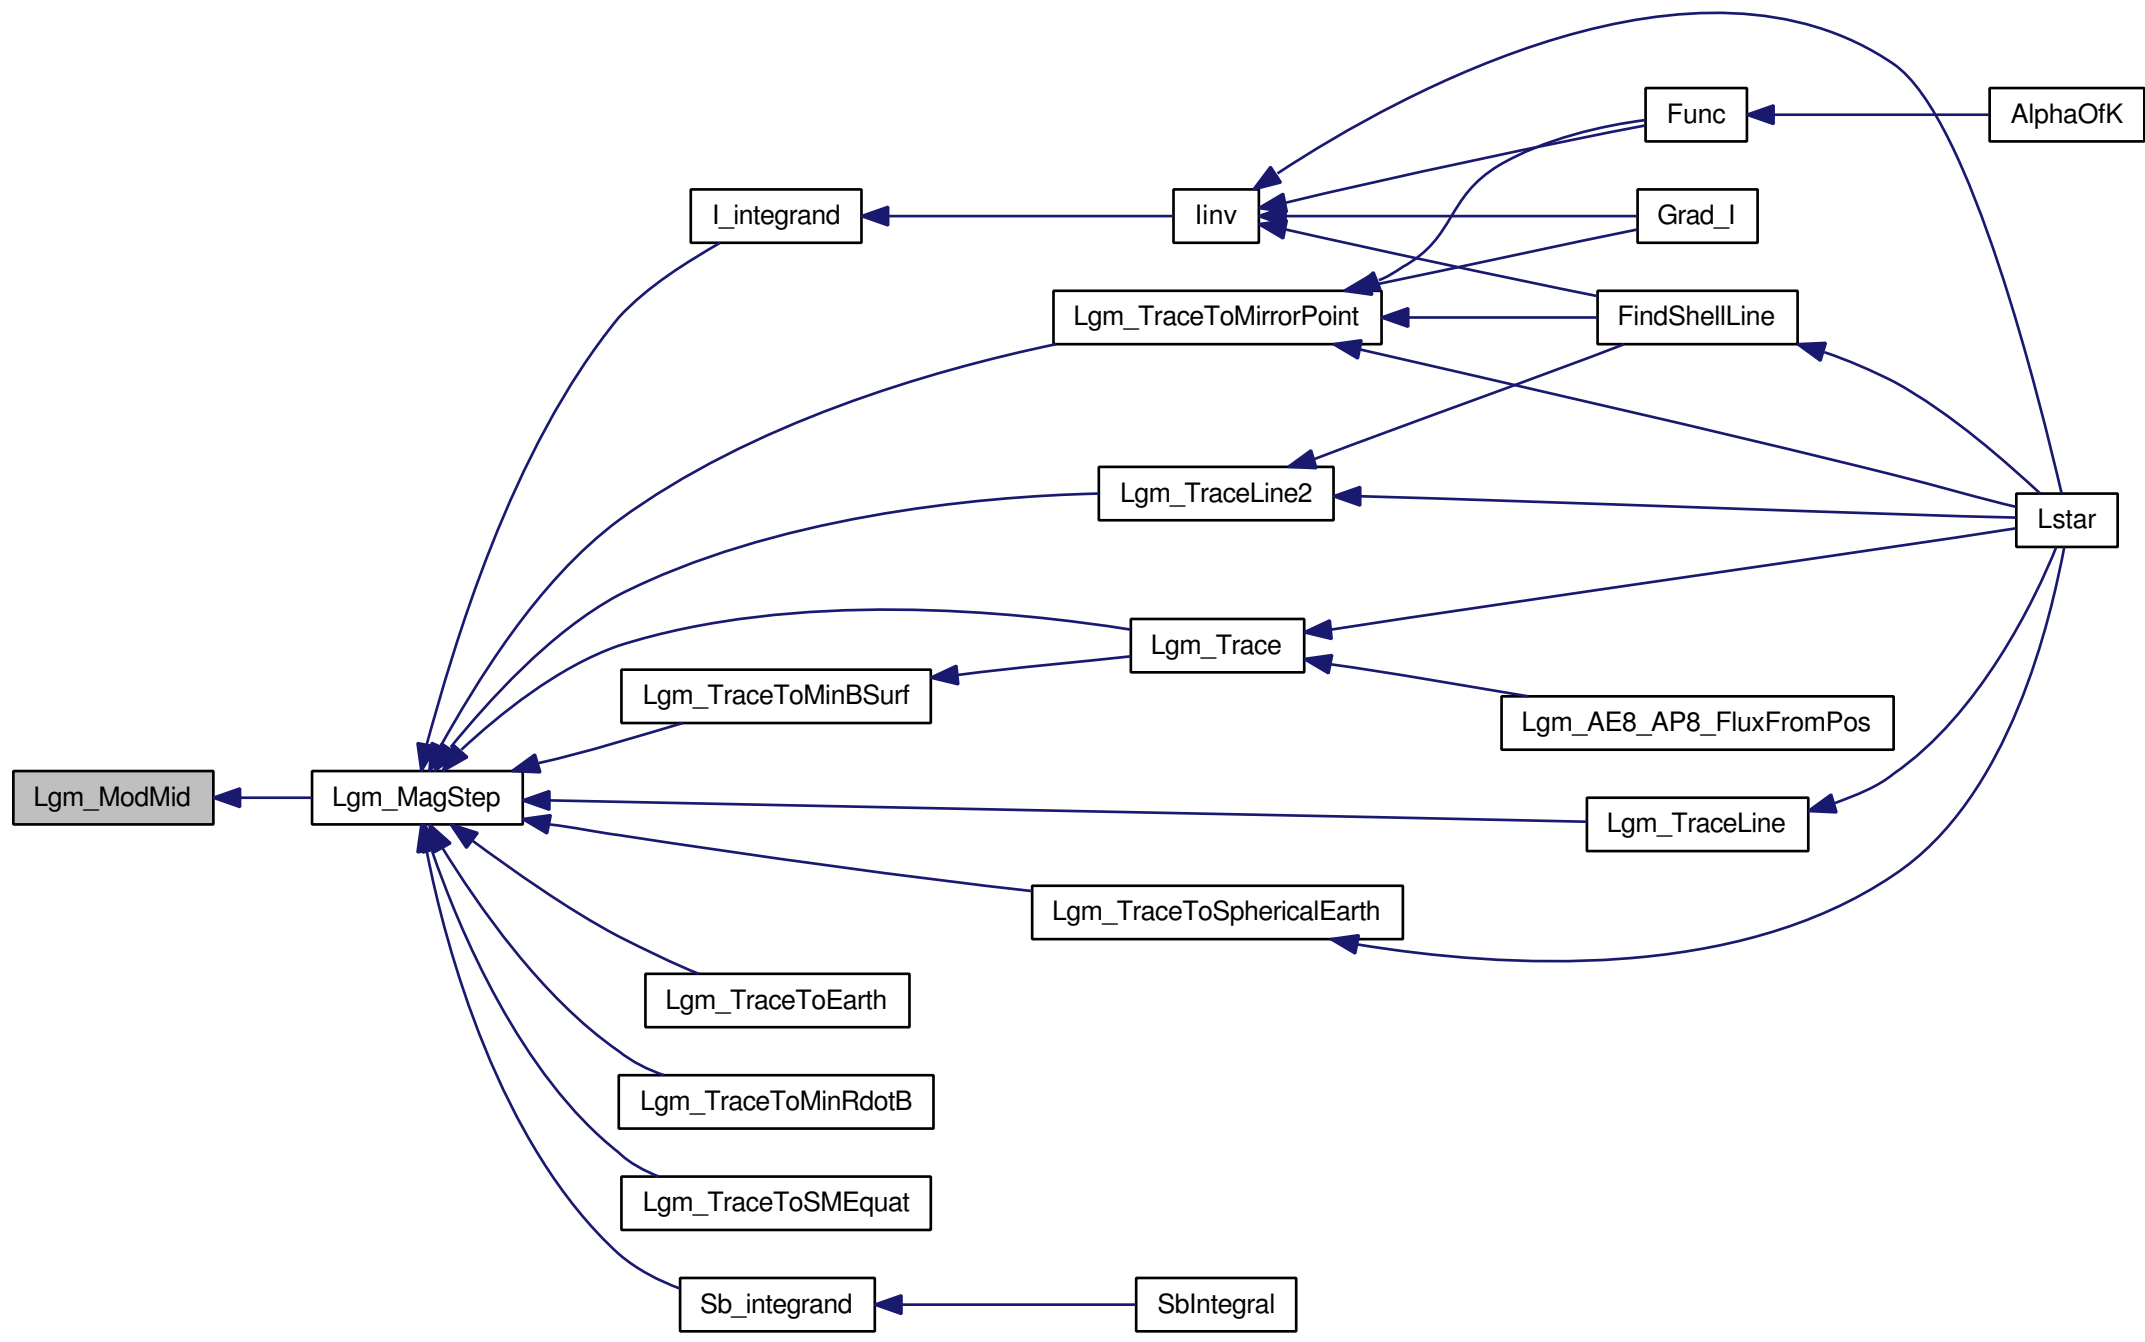 Func
AlphaOfK
I_integrand
Iinv
Grad_I
Lgm_TraceToMirrorPoint
FindShellLine
Lgm_TraceLine2
Lstar
Lgm_Trace
Lgm_TraceToMinBSurf
Lgm_AE8_AP8_FluxFromPos
Lgm_ModMid
Lgm_MagStep
Lgm_TraceLine
Lgm_TraceToSphericalEarth
Lgm_TraceToEarth
Lgm_TraceToMinRdotB
Lgm_TraceToSMEquat
Sb_integrand
SbIntegral